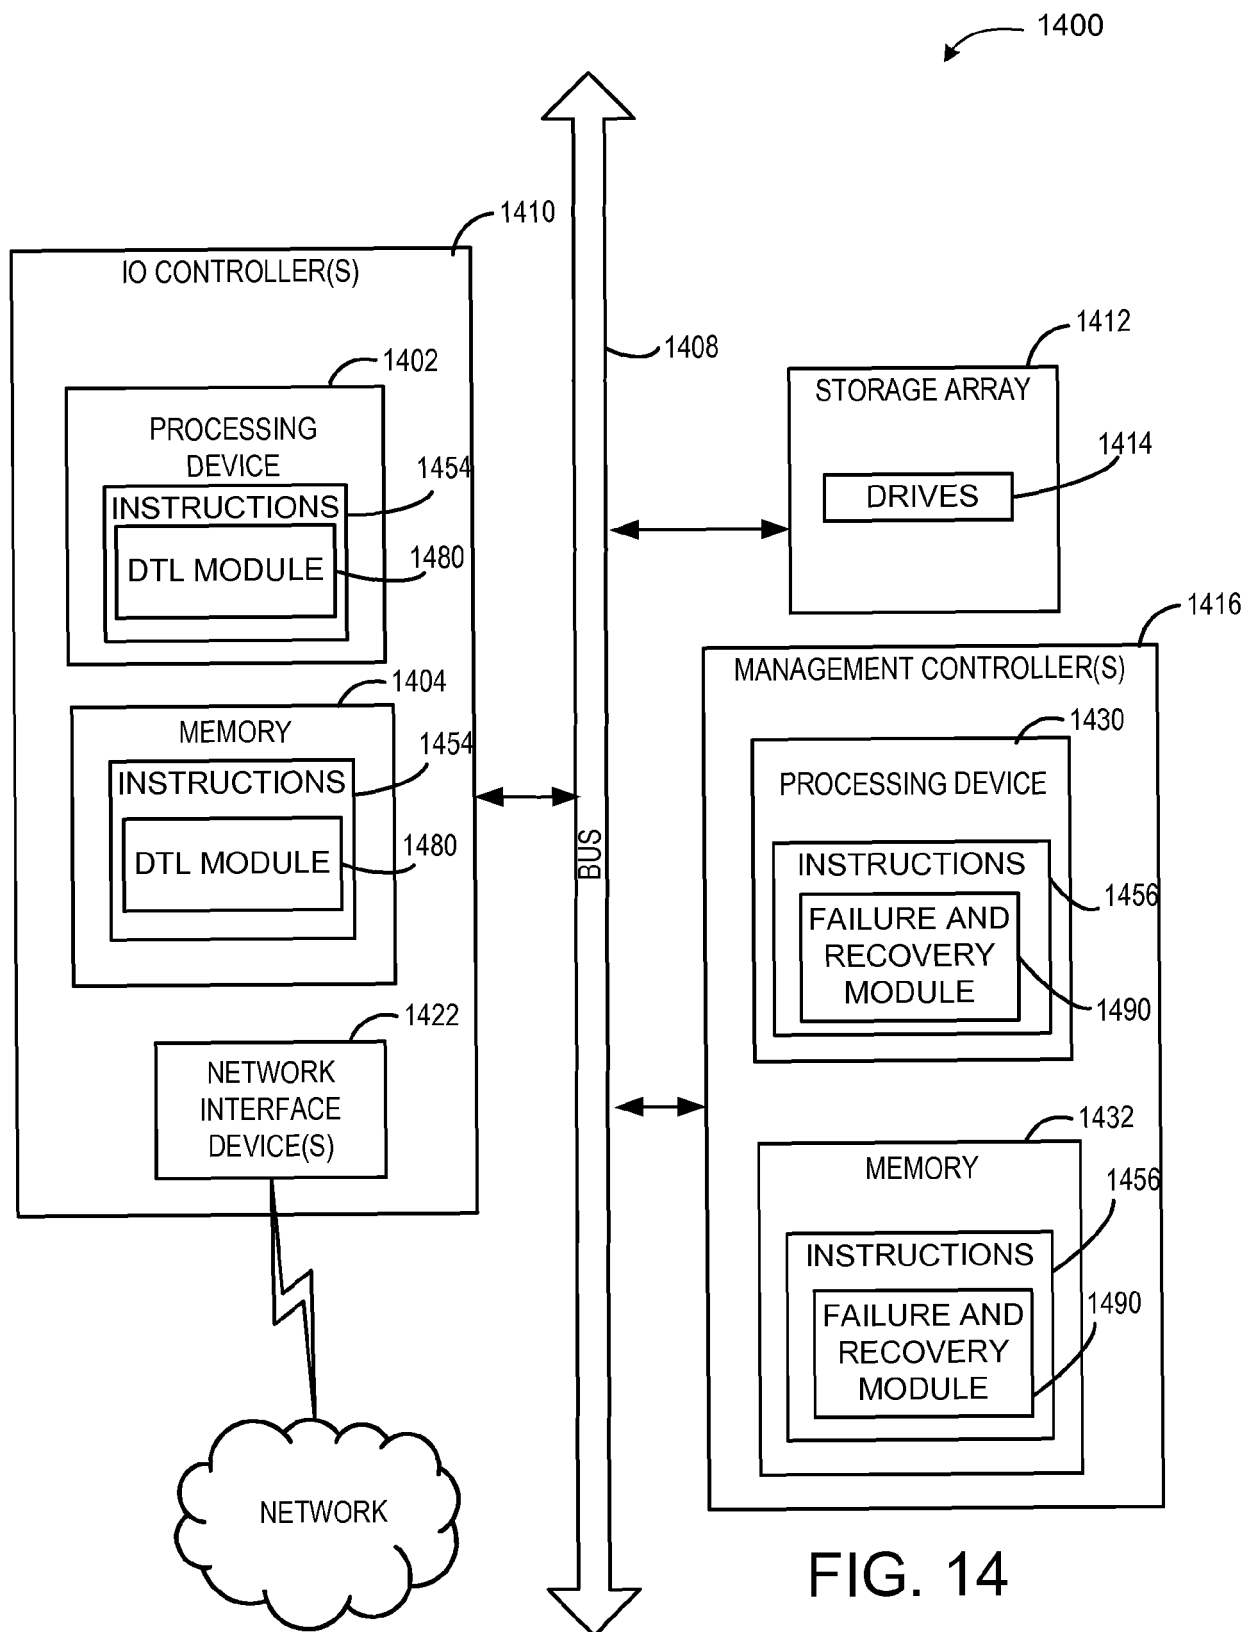 1400
1410
IO CONTROLLER(S)
1402
PROCESSING
DEVICE
1454
INSTRUCTIONS
DTL MODULE
1480
1404
MEMORY
1454
INSTRUCTIONS
DTL MODULE
1480
1422
NETWORK
INTERFACE
DEVICE(S)
NETWORK
1408
BUS
1412
STORAGE ARRAY
1414
DRIVES
1416
MANAGEMENT CONTROLLER(S)
1430
PROCESSING DEVICE
INSTRUCTIONS
1456
FAILURE AND
RECOVERY
MODULE
1490
1432
MEMORY
1456
INSTRUCTIONS
FAILURE AND
RECOVERY
MODULE
1490
FIG. 14